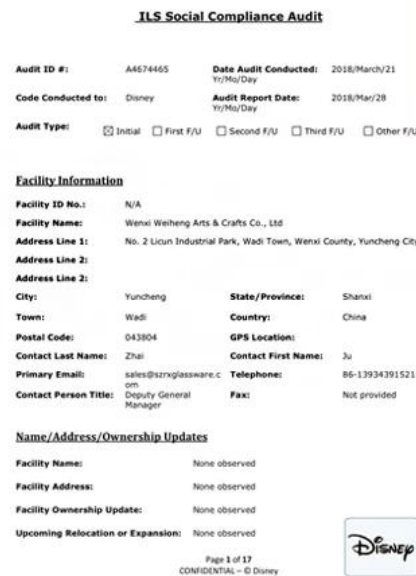 ILS Social Compliance Audit
Audit ID #: A4674465 Date Audit Conducted: 2018/March/21
Yr/Mo/Day
Code Conducted to: Disney Audit Report Date: 2018/Mar/28
Yr/Mo/Day
Audit Type: ☒ Initial ☐ First F/U ☐ Second F/U ☐ Third F/U ☐ Other F/U
Facility Information
Facility ID No.: N/A
Facility Name: Wenxi Weiheng Arts & Crafts Co., Ltd
Address Line 1: No. 2 Licun Industrial Park, Wadi Town, Wenxi County, Yuncheng City
Address Line 2:
Address Line 2:
City: Yuncheng State/Province: Shanxi
Town: Wadi Country: China
Postal Code: 043804 GPS Location:
Contact Last Name: Zhai Contact First Name: Ju
Primary Email: sales@szrxglassware.c Telephone: 86-13934391521
om
Contact Person Title: Deputy General Fax: Not provided
Manager
Name/Address/Ownership Updates
Facility Name: None observed
Facility Address: None observed
Facility Ownership Update: None observed
Upcoming Relocation or Expansion: None observed
Page 1 of 17
CONFIDENTIAL – © Disney
Disney